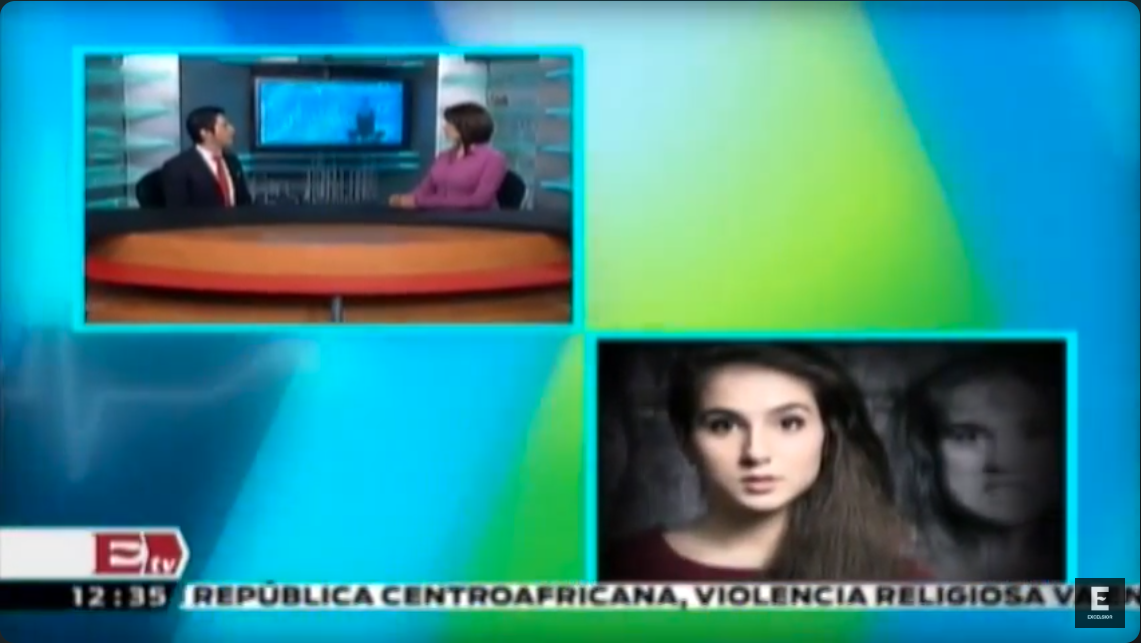 tv
12:35
REPÚBLICA CENTROAFRICANA, VIOLENCIA RELIGIOSA
E
EXCELSIOR